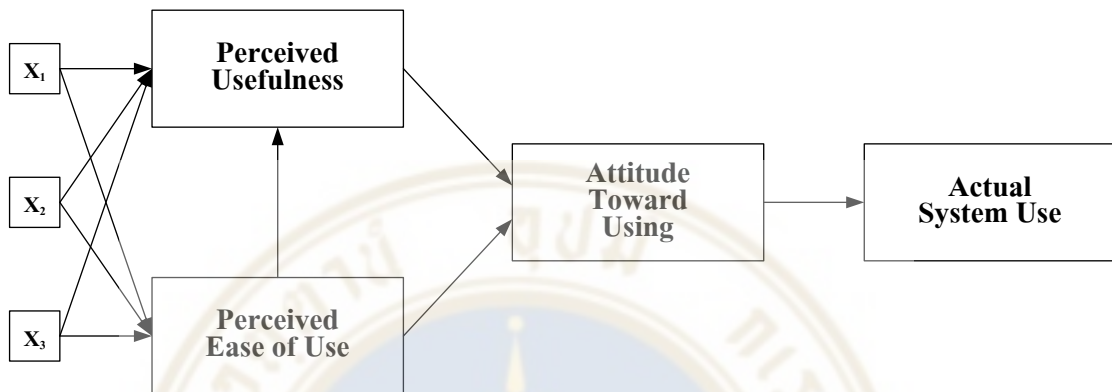 X₁
X₂
X₃
Perceived
Usefulness
Perceived
Ease of Use
Attitude
Toward
Using
Actual
System Use